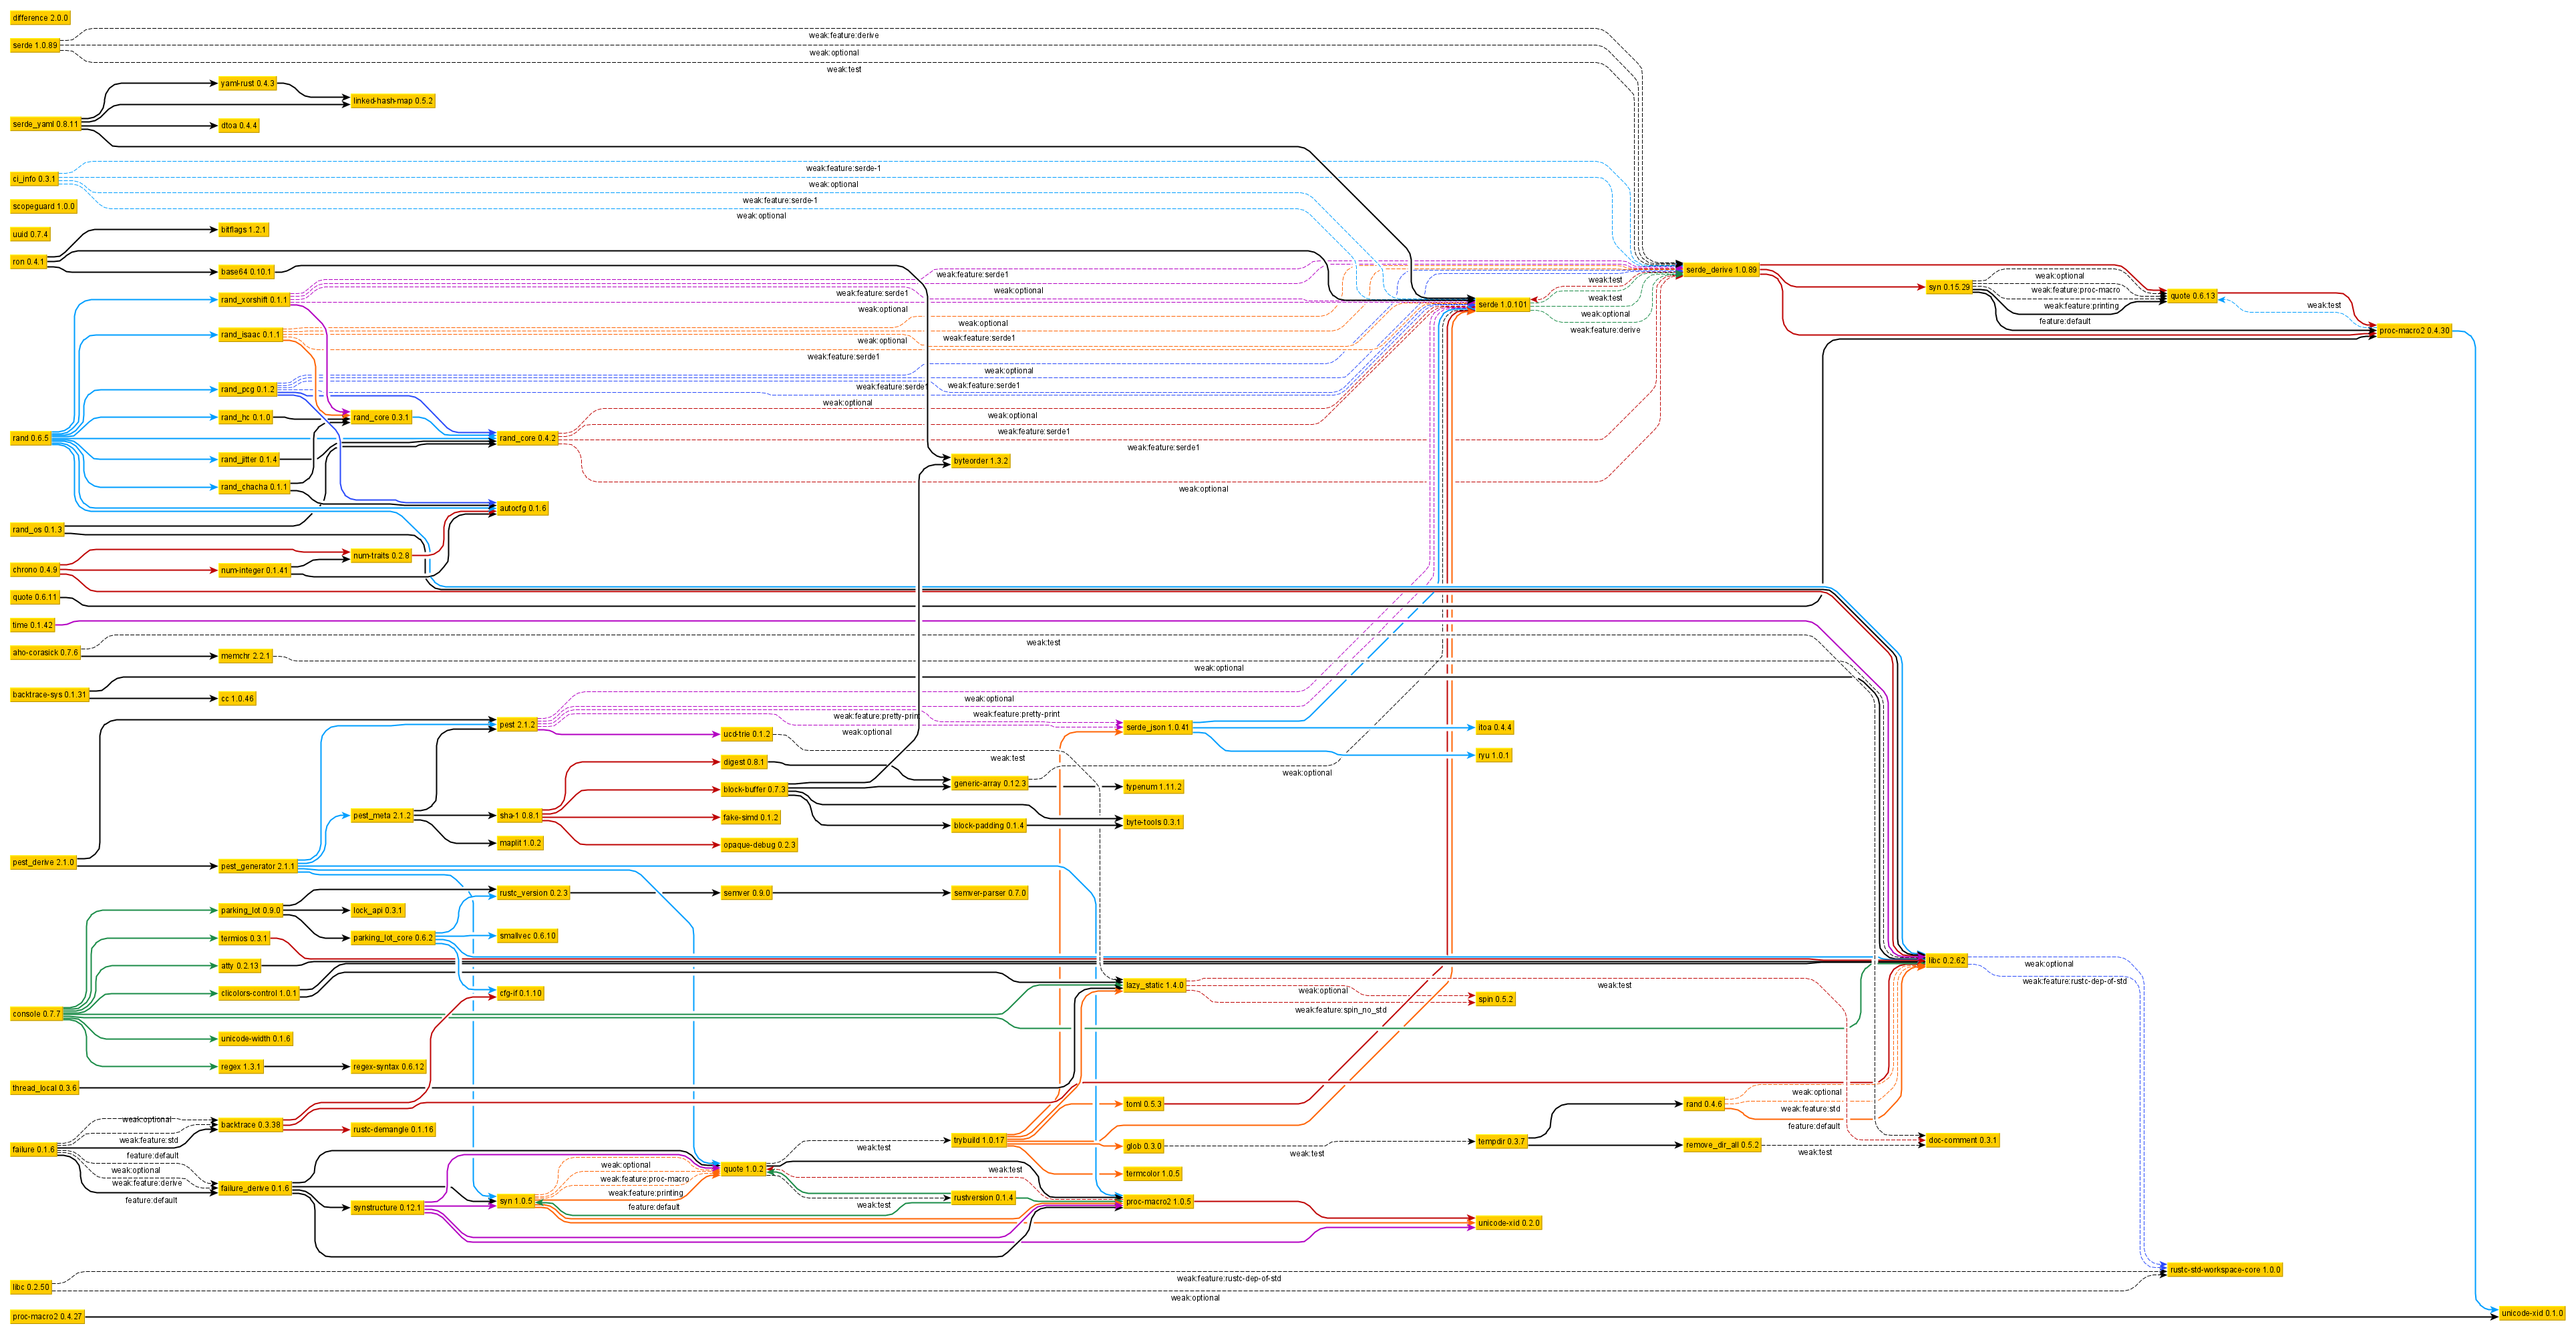 difference 2.0.0
serde 1.0.89
weak:feature:derive
weak:optional
weak:test
yaml-rust 0.4.3
linked-hash-map 0.5.2
serde_yaml 0.8.11
dtoa 0.4.4
weak:feature:serde-1
ci_info 0.3.1
weak:optional
weak:feature:serde-1
scopeguard 1.0.0
weak:optional
bitflags 1.2.1
uuid 0.7.4
ron 0.4.1
base64 0.10.1
weak:feature:serde1
serde_derive 1.0.89
weak:optional
weak:test
weak:optional
weak:feature:proc-macro
syn 0.15.29
quote 0.6.13
rand_xorshift 0.1.1
weak:feature:serde1
weak:optional
weak:test
serde 1.0.101
weak:feature:printing
weak:test
weak:optional
weak:optional
feature:default
weak:optional
weak:feature:derive
proc-macro2 0.4.30
rand_isaac 0.1.1
weak:optional
weak:feature:serde1
weak:feature:serde1
weak:optional
rand_pcg 0.1.2
weak:feature:serde1
weak:feature:serde1
weak:optional
rand_hc 0.1.0
rand_core 0.3.1
weak:optional
weak:feature:serde1
rand 0.6.5
rand_core 0.4.2
weak:feature:serde1
rand_jitter 0.1.4
byteorder 1.3.2
rand_chacha 0.1.1
weak:optional
autocfg 0.1.6
rand_os 0.1.3
num-traits 0.2.8
chrono 0.4.9
num-integer 0.1.41
quote 0.6.11
time 0.1.42
weak:test
aho-corasick 0.7.6
memchr 2.2.1
weak:optional
backtrace-sys 0.1.31
cc 1.0.46
weak:optional
pest 2.1.2
weak:feature:pretty-print
weak:feature:pretty-print
serde_json 1.0.41
itoa 0.4.4
ucd-trie 0.1.2
weak:optional
weak:test
ryu 1.0.1
digest 0.8.1
weak:optional
block-buffer 0.7.3
generic-array 0.12.3
typenum 1.11.2
pest_meta 2.1.2
sha-1 0.8.1
fake-simd 0.1.2
block-padding 0.1.4
byte-tools 0.3.1
maplit 1.0.2
opaque-debug 0.2.3
pest_derive 2.1.0
pest_generator 2.1.1
rustc_version 0.2.3
semver 0.9.0
semver-parser 0.7.0
parking_lot 0.9.0
lock_api 0.3.1
termios 0.3.1
parking_lot_core 0.6.2
smallvec 0.6.10
atty 0.2.13
libc 0.2.62
weak:optional
weak:feature:rustc-dep-of-std
clicolors-control 1.0.1
cfg-if 0.1.10
lazy_static 1.4.0
weak:optional
weak:test
spin 0.5.2
weak:feature:spin_no_std
console 0.7.7
unicode-width 0.1.6
regex 1.3.1
regex-syntax 0.6.12
thread_local 0.3.6
weak:optional
toml 0.5.3
rand 0.4.6
weak:feature:std
weak:optional
backtrace 0.3.38
rustc-demangle 0.1.16
feature:default
weak:feature:std
trybuild 1.0.17
glob 0.3.0
tempdir 0.3.7
remove_dir_all 0.5.2
doc-comment 0.3.1
failure 0.1.6
feature:default
weak:test
weak:test
weak:test
weak:optional
weak:optional
quote 1.0.2
weak:test
termcolor 1.0.5
weak:feature:derive
weak:feature:proc-macro
failure_derive 0.1.6
feature:default
weak:feature:printing
syn 1.0.5
rustversion 0.1.4
proc-macro2 1.0.5
synstructure 0.12.1
feature:default
weak:test
unicode-xid 0.2.0
rustc-std-workspace-core 1.0.0
weak:feature:rustc-dep-of-std
libc 0.2.50
weak:optional
unicode-xid 0.1.0
proc-macro2 0.4.27